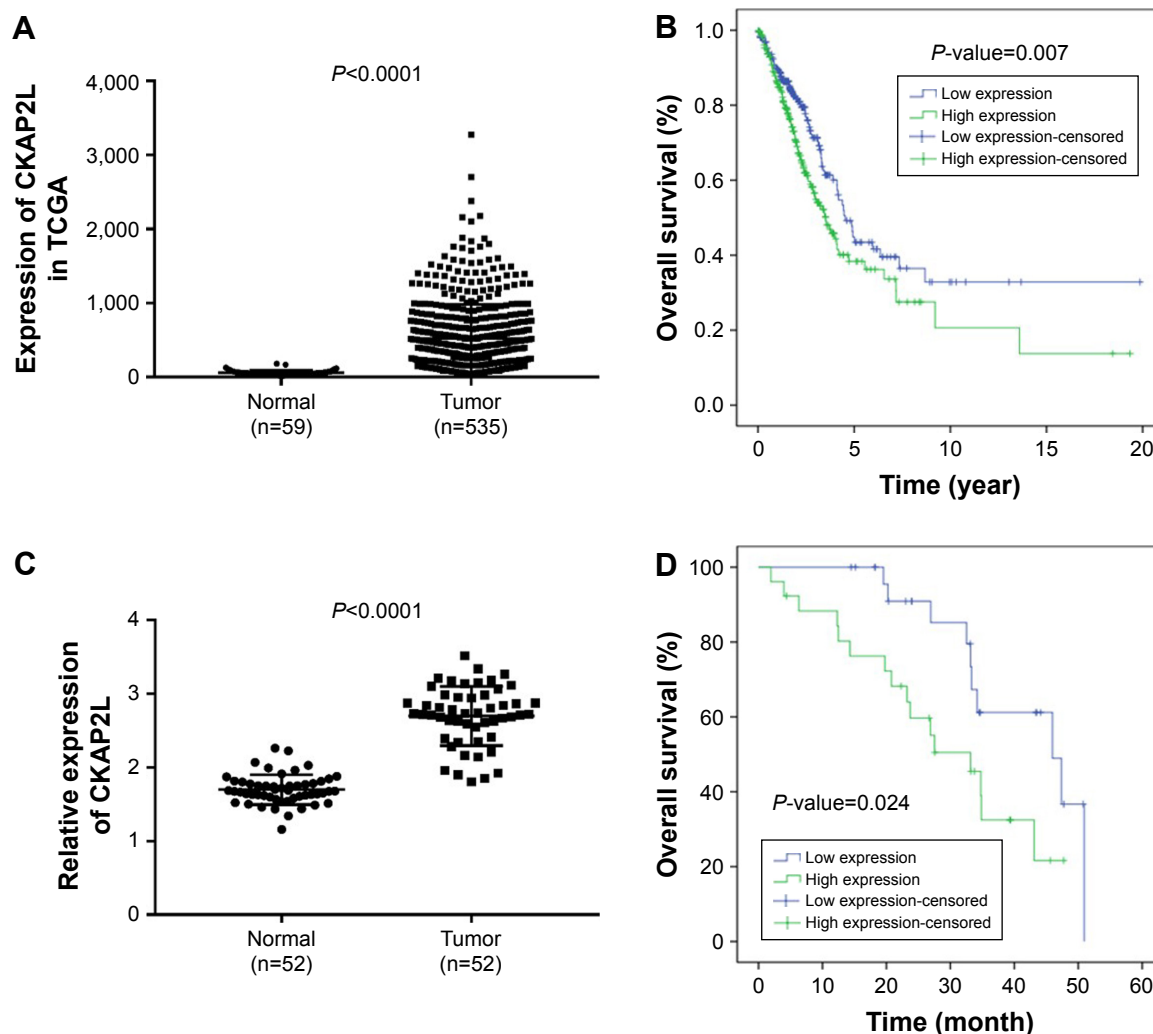 A
P<0.0001
Expression of CKAP2L
in TCGA
4,000
3,000
2,000
1,000
0
Normal
(n=59)
Tumor
(n=535)
B
P-value=0.007
Low expression
High expression
Low expression-censored
High expression-censored
Overall survival (%)
1.0
0.8
0.6
0.4
0.2
0.0
0
5
10
15
20
Time (year)
C
P<0.0001
Relative expression
of CKAP2L
4
3
2
1
0
Normal
(n=52)
Tumor
(n=52)
D
Overall survival (%)
100
80
60
40
20
0
P-value=0.024
Low expression
High expression
Low expression-censored
High expression-censored
0
10
20
30
40
50
60
Time (month)